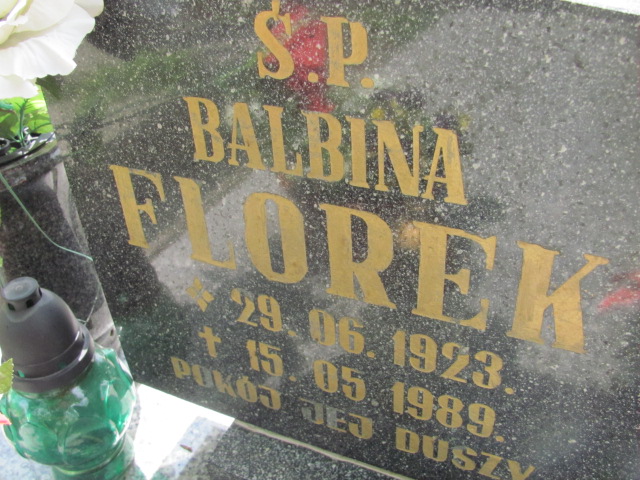 Ś.P.
BALBINA
FLOREK
* 29. 06. 1923.
† 15. 05. 1989.
POKÓJ JEJ DUSZY